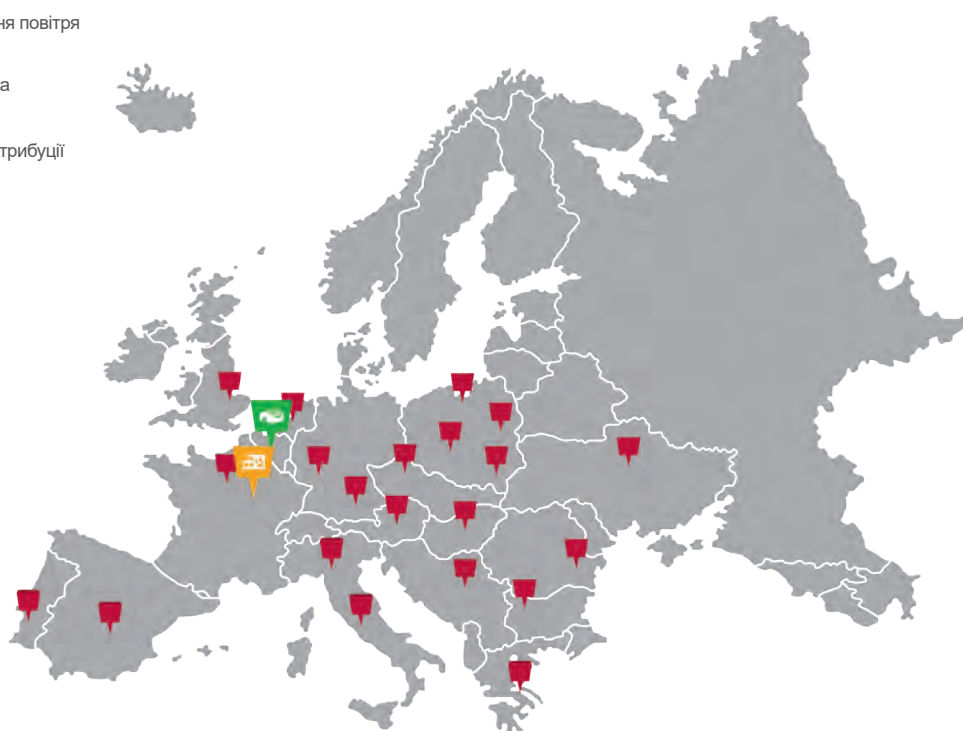 ня повітря
а
трибуції